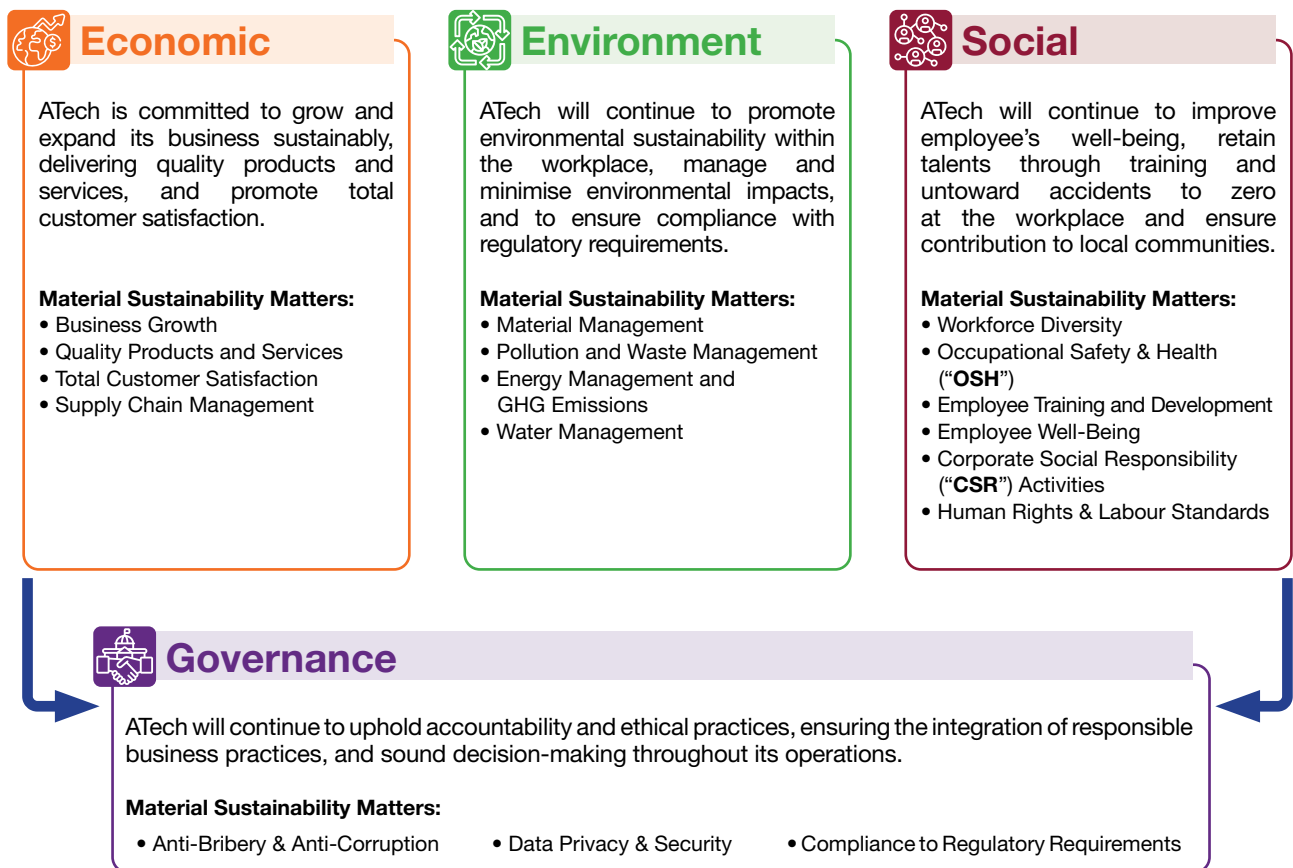 Economic
ATech is committed to grow and
expand its business sustainably,
delivering quality products and
services, and promote total
customer satisfaction.
Material Sustainability Matters:
• Business Growth
• Quality Products and Services
• Total Customer Satisfaction
• Supply Chain Management
Environment
ATech will continue to promote
environmental sustainability within
the workplace, manage and
minimise environmental impacts,
and to ensure compliance with
regulatory requirements.
Material Sustainability Matters:
• Material Management
• Pollution and Waste Management
• Energy Management and
GHG Emissions
• Water Management
Social
ATech will continue to improve
employee's well-being, retain
talents through training and
untoward accidents to zero
at the workplace and ensure
contribution to local communities.
Material Sustainability Matters:
• Workforce Diversity
• Occupational Safety & Health
("OSH")
• Employee Training and Development
• Employee Well-Being
• Corporate Social Responsibility
("CSR") Activities
• Human Rights & Labour Standards
Governance
ATech will continue to uphold accountability and ethical practices, ensuring the integration of responsible
business practices, and sound decision-making throughout its operations.
Material Sustainability Matters:
• Anti-Bribery & Anti-Corruption • Data Privacy & Security • Compliance to Regulatory Requirements